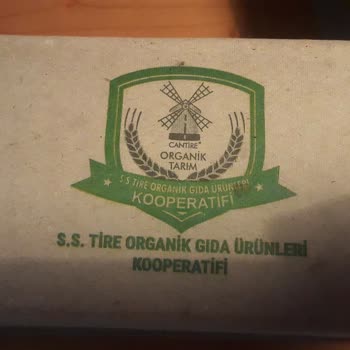 CANTİRE®
ORGANİK
TARIM
S.S TİRE ORGANİK GIDA ÜRÜNLERİ
KOOPERATİFİ
S.S. TİRE ORGANİK GIDA ÜRÜNLERİ
KOOPERATİFİ